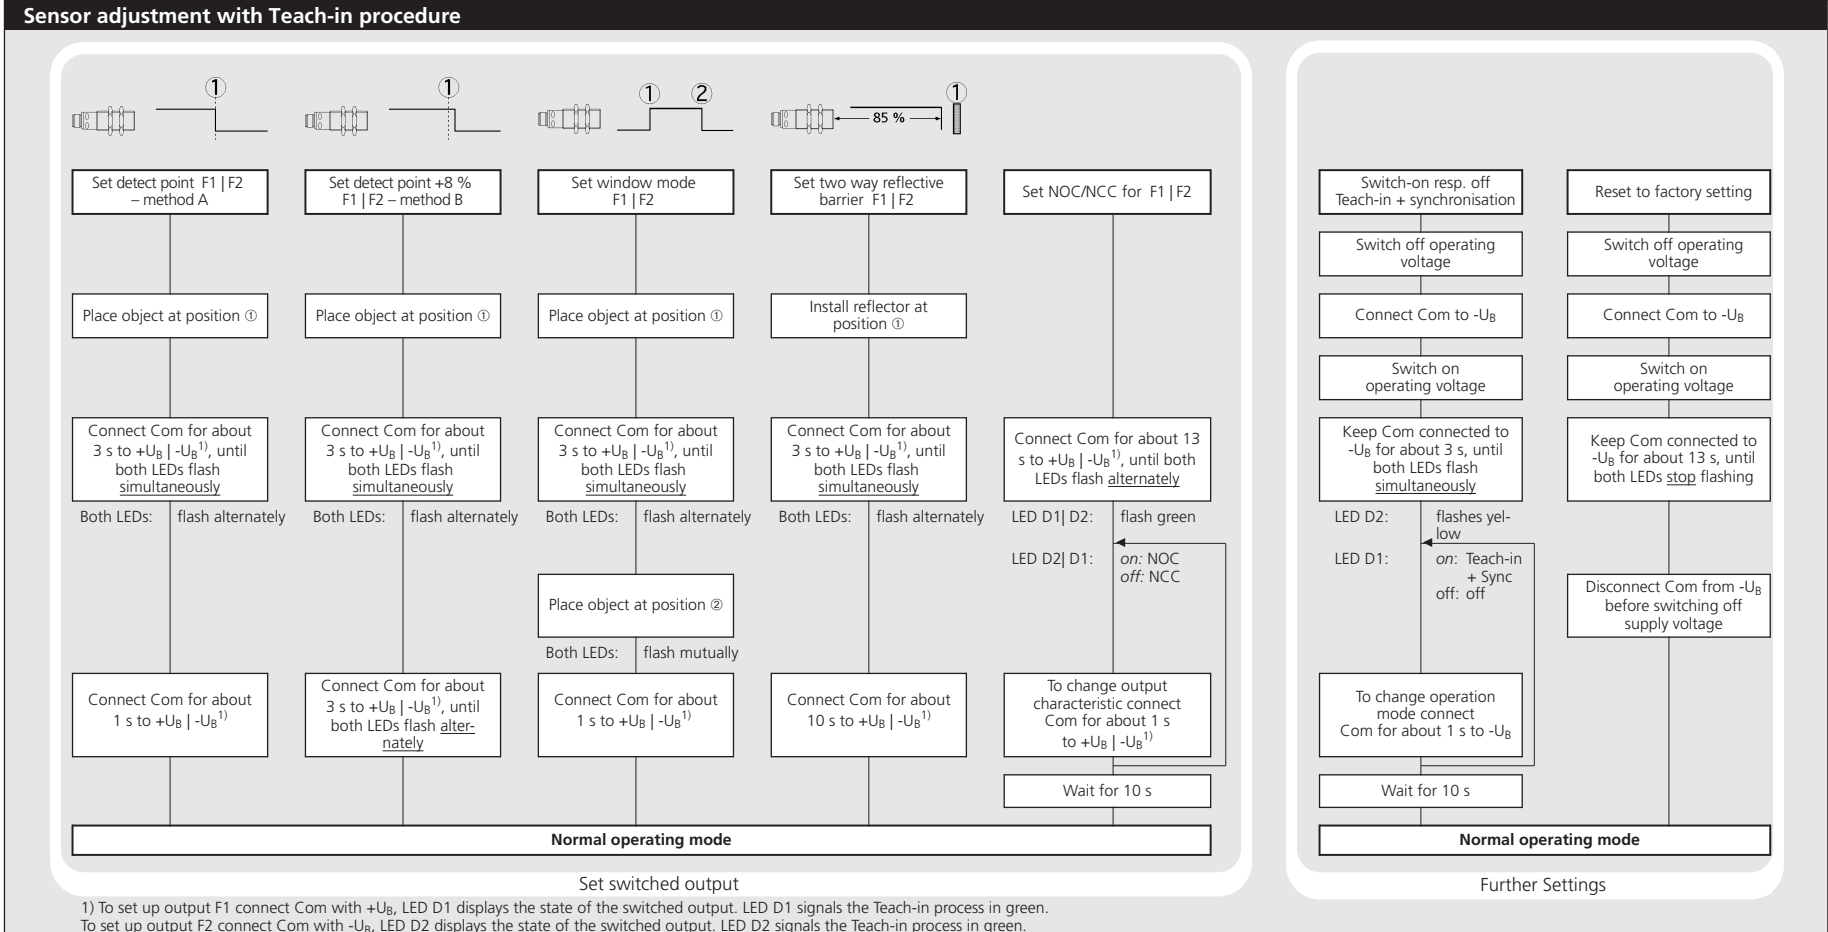 Sensor adjustment with Teach-in procedure
①
①
① ②
①
85 %
Set detect point F1 | F2
– method A
Place object at position ①
Connect Com for about
3 s to +UB | -UB1), until
both LEDs flash
simultaneously
Both LEDs: flash alternately
Connect Com for about
1 s to +UB | -UB1)
Set detect point +8 %
F1 | F2 – method B
Place object at position ①
Connect Com for about
3 s to +UB | -UB1), until
both LEDs flash
simultaneously
Both LEDs: flash alternately
Connect Com for about
3 s to +UB | -UB1), until
both LEDs flash alter-
nately
Set window mode
F1 | F2
Place object at position ①
Connect Com for about
3 s to +UB | -UB1), until
both LEDs flash
simultaneously
Both LEDs: flash alternately
Place object at position ②
Both LEDs: flash mutually
Connect Com for about
1 s to +UB | -UB1)
Set two way reflective
barrier F1 | F2
Install reflector at
position ①
Connect Com for about
3 s to +UB | -UB1), until
both LEDs flash
simultaneously
Both LEDs: flash alternately
Connect Com for about
10 s to +UB | -UB1)
Set NOC/NCC for F1 | F2
Connect Com for about 13
s to +UB | -UB1), until both
LEDs flash alternately
LED D1| D2: flash green
LED D2| D1: on: NOC
off: NCC
To change output
characteristic connect
Com for about 1 s
to +UB | -UB1)
Wait for 10 s
Normal operating mode
Set switched output
Switch-on resp. off
Teach-in + synchronisation
Switch off operating
voltage
Connect Com to -UB
Switch on
operating voltage
Keep Com connected to
-UB for about 3 s, until
both LEDs flash
simultaneously
LED D2: flashes yel-
low
LED D1: on: Teach-in
+ Sync
off: off
To change operation
mode connect
Com for about 1 s to -UB
Wait for 10 s
Reset to factory setting
Switch off operating
voltage
Connect Com to -UB
Switch on
operating voltage
Keep Com connected to
-UB for about 13 s, until
both LEDs stop flashing
Disconnect Com from -UB
before switching off
supply voltage
Normal operating mode
Further Settings
1) To set up output F1 connect Com with +UB, LED D1 displays the state of the switched output. LED D1 signals the Teach-in process in green.
To set up output F2 connect Com with -UB, LED D2 displays the state of the switched output. LED D2 signals the Teach-in process in green.